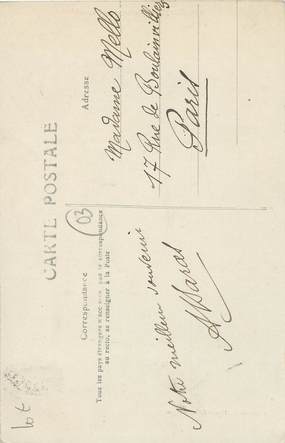 CARTE POSTALE
Correspondance
Tous les pays étrangers n'acceptent pas la correspondance
au recto, se renseigner à la Poste
Adresse
03
Notre meilleur souvenir
Madame Mello
17 Rue de Boulainvilliers
Paris